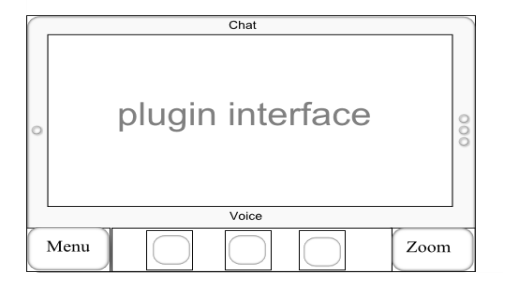 Chat
plugin interface
Voice
Menu
Zoom